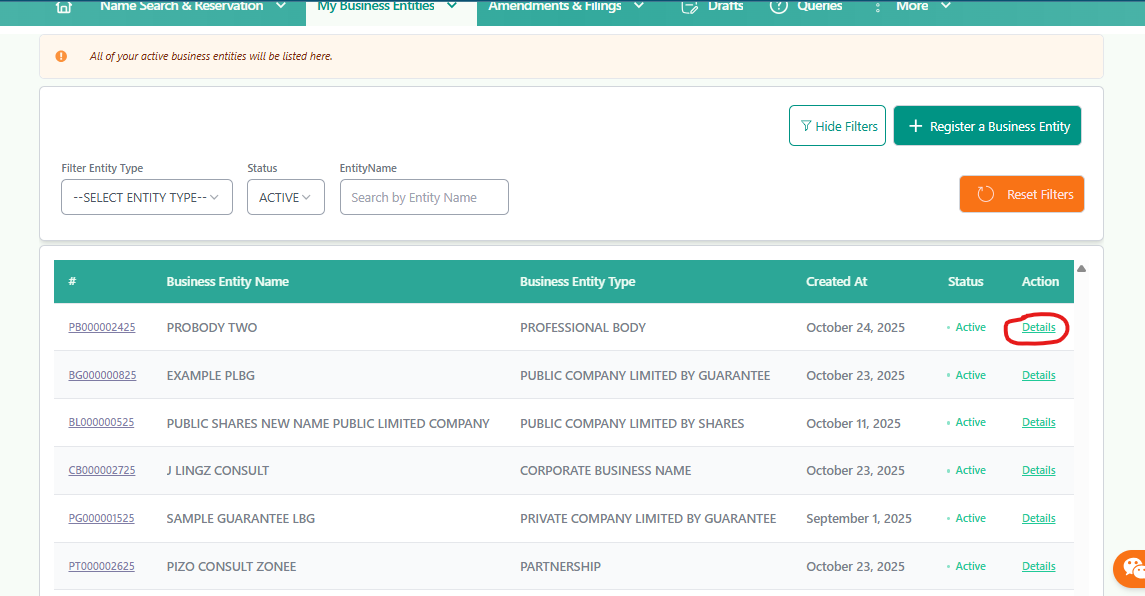 Name Search & Reservation My Business Entities Amendments & Filings Drafts Queries More
All of your active business entities will be listed here.
Hide Filters + Register a Business Entity
Filter Entity Type Status EntityName
--SELECT ENTITY TYPE-- ACTIVE Search by Entity Name Reset Filters
# Business Entity Name Business Entity Type Created At Status Action
PB000002425 PROBODY TWO PROFESSIONAL BODY October 24, 2025 Active Details
BG000000825 EXAMPLE PLBG PUBLIC COMPANY LIMITED BY GUARANTEE October 23, 2025 Active Details
BL000000525 PUBLIC SHARES NEW NAME PUBLIC LIMITED COMPANY PUBLIC COMPANY LIMITED BY SHARES October 11, 2025 Active Details
CB000002725 J LINGZ CONSULT CORPORATE BUSINESS NAME October 23, 2025 Active Details
PG000001525 SAMPLE GUARANTEE LBG PRIVATE COMPANY LIMITED BY GUARANTEE September 1, 2025 Active Details
PT000002625 PIZO CONSULT ZONEE PARTNERSHIP October 23, 2025 Active Details